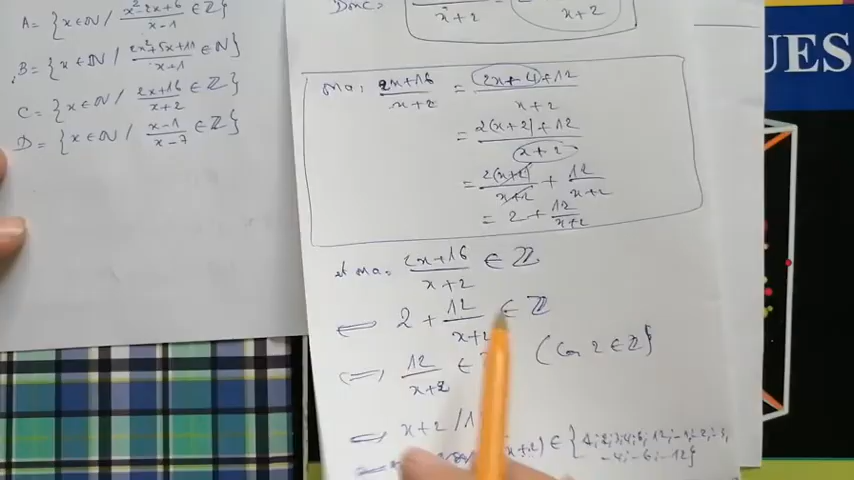 A = {x∈ℕ / x²-2x+6 / x-1 ∈ ℤ}
B = {x∈ℕ / 2x²+5x+11 / x+1 ∈ ℕ}
C = {x∈ℕ / 2x+16 / x+2 ∈ ℤ}
D = {x∈ℕ / x-1 / x-7 ∈ ℤ}
Donc:
x+2
x+2
ma: 2x+16 / x+2 = 2x+4+12 / x+2
= 2(x+2)+12 / x+2
= 2(x+2) / x+2 + 12 / x+2
= 2 + 12 / x+2
et ma: 2x+16 / x+2 ∈ ℤ
⟺ 2 + 12 / x+2 ∈ ℤ
⟺ 12 / x+2 ∈ (Car 2 ∈ ℤ)
⟺ x+2 / 1
x+2) ∈ {1; 2; 3; 4; 6; 12; -1; -2; -3;
-4; -6; -12}
UES